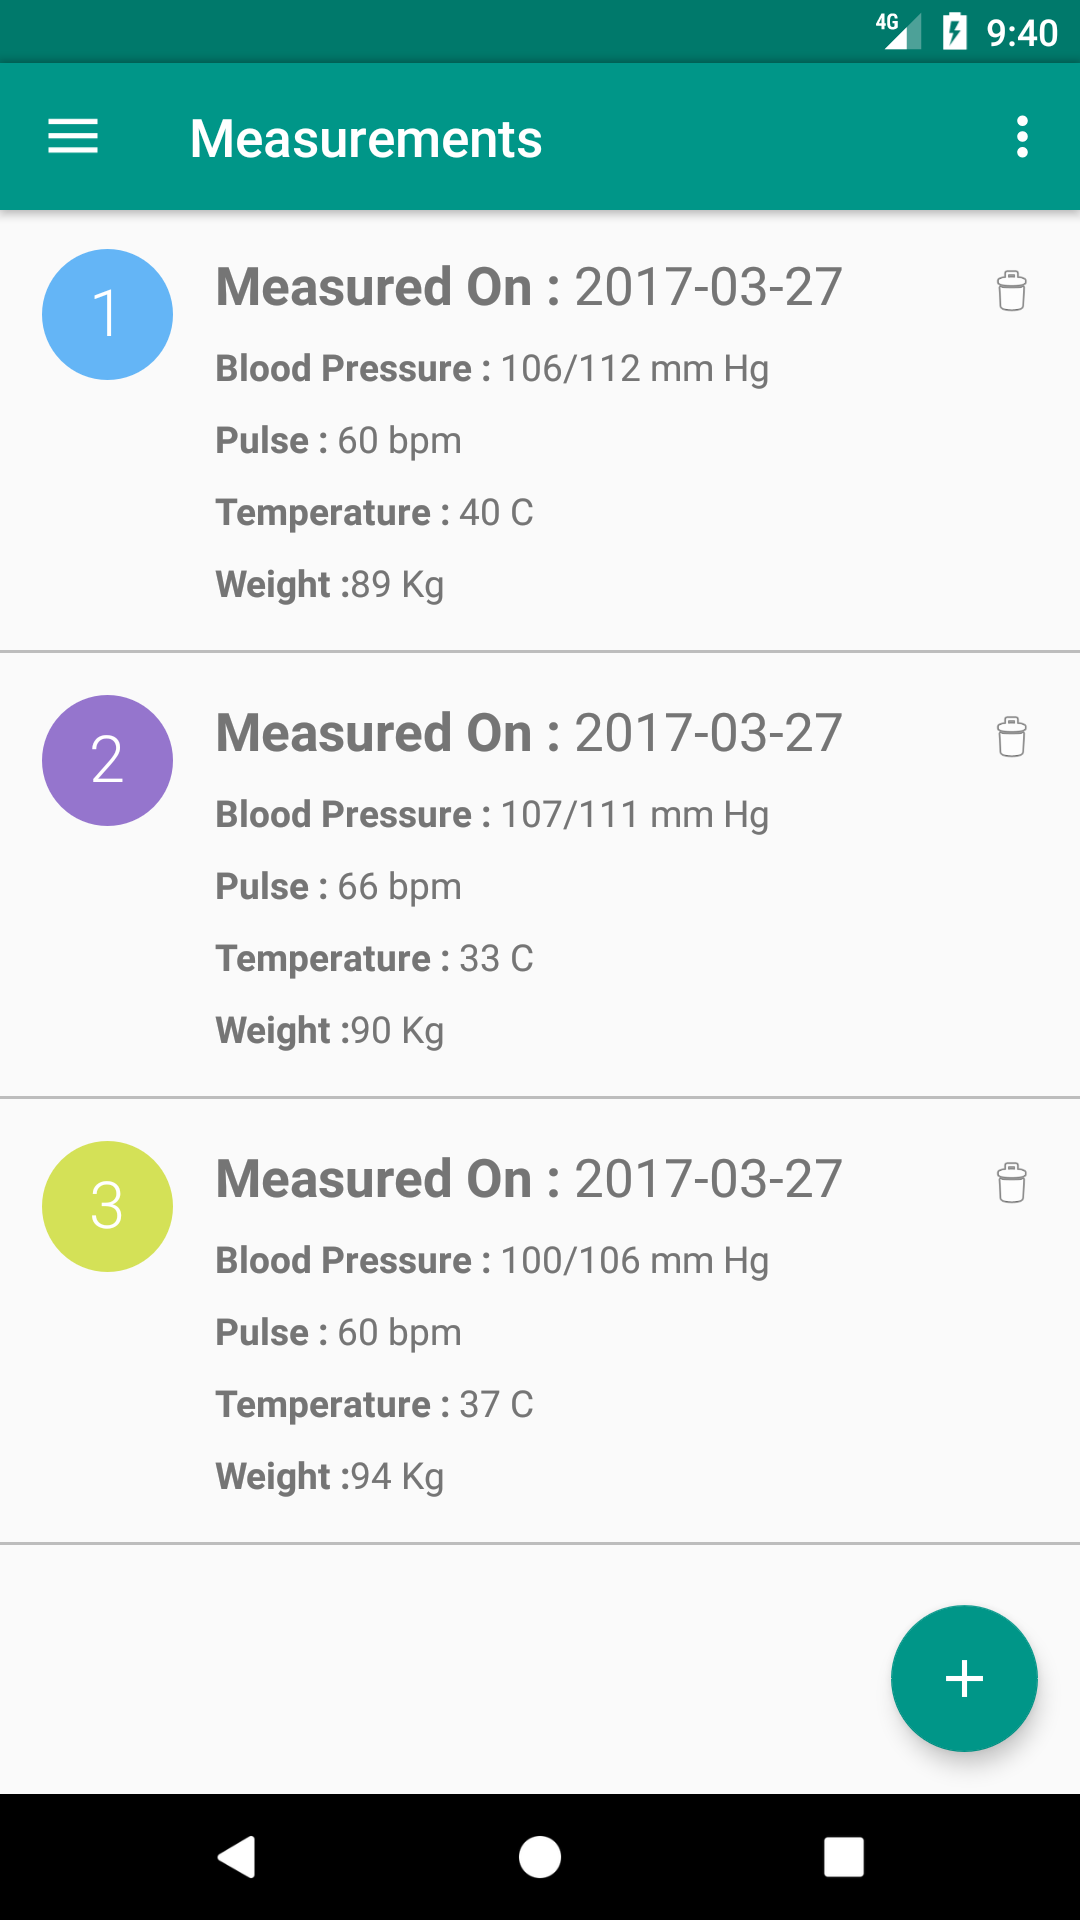 4G 9:40
Measurements
1
Measured On : 2017-03-27
Blood Pressure : 106/112 mm Hg
Pulse : 60 bpm
Temperature : 40 C
Weight :89 Kg
2
Measured On : 2017-03-27
Blood Pressure : 107/111 mm Hg
Pulse : 66 bpm
Temperature : 33 C
Weight :90 Kg
3
Measured On : 2017-03-27
Blood Pressure : 100/106 mm Hg
Pulse : 60 bpm
Temperature : 37 C
Weight :94 Kg